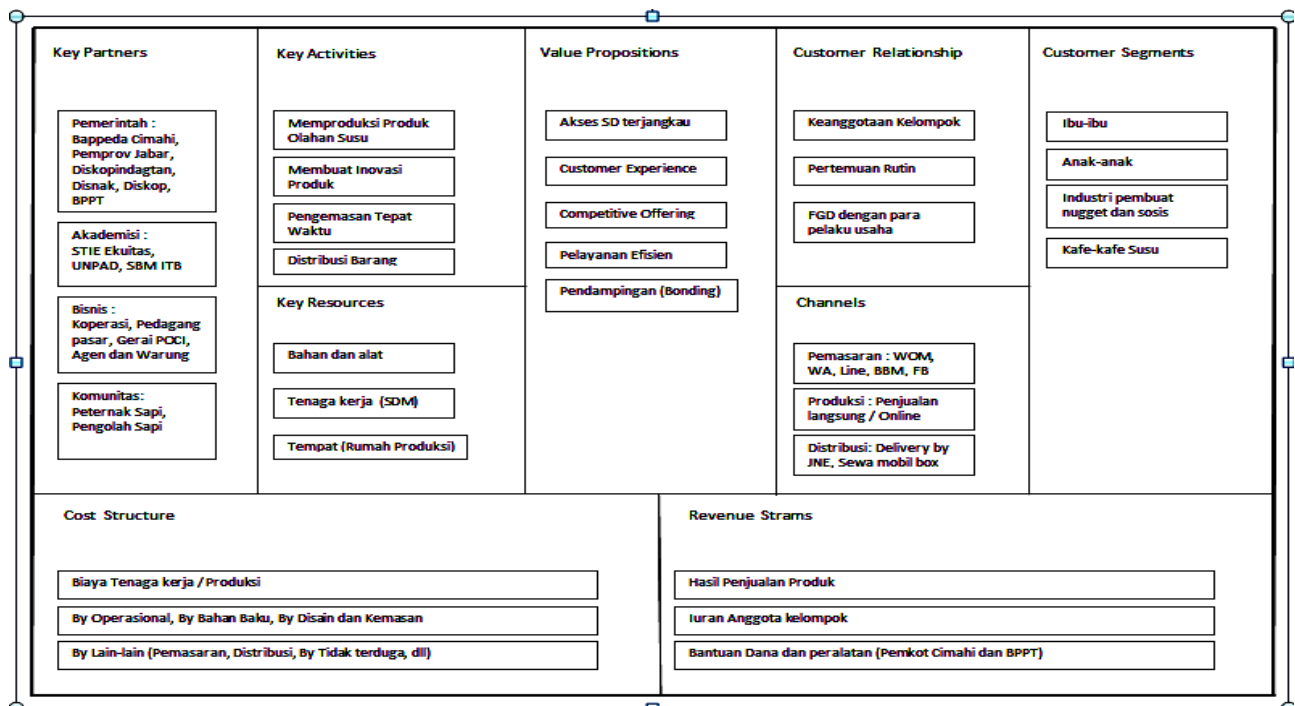 Key Partners
Pemerintah :
Bappeda Cimahi,
Pemprov Jabar,
Diskopindagtan,
Disnak, Diskop,
BPPT
Akademisi :
STIE Ekuitas,
UNPAD, SBM ITB
Bisnis :
Koperasi, Pedagang
pasar, Gerai POCI,
Agen dan Warung
Komunitas:
Peternak Sapi,
Pengolah Sapi
Key Activities
Memproduksi Produk
Olahan Susu
Membuat Inovasi
Produk
Pengemasan Tepat
Waktu
Distribusi Barang
Key Resources
Bahan dan alat
Tenaga kerja (SDM)
Tempat (Rumah Produksi)
Value Propositions
Akses SD terjangkau
Customer Experience
Competitive Offering
Pelayanan Efisien
Pendampingan (Bonding)
Customer Relationship
Keanggotaan Kelompok
Pertemuan Rutin
FGD dengan para
pelaku usaha
Channels
Pemasaran : WOM,
WA, Line, BBM, FB
Produksi : Penjualan
langsung / Online
Distribusi: Delivery by
JNE, Sewa mobil box
Customer Segments
Ibu-ibu
Anak-anak
Industri pembuat
nugget dan sosis
Kafe-kafe Susu
Cost Structure
Biaya Tenaga kerja / Produksi
By Operasional, By Bahan Baku, By Disain dan Kemasan
By Lain-lain (Pemasaran, Distribusi, By Tidak terduga, dll)
Revenue Strams
Hasil Penjualan Produk
Iuran Anggota kelompok
Bantuan Dana dan peralatan (Pemkot Cimahi dan BPPT)